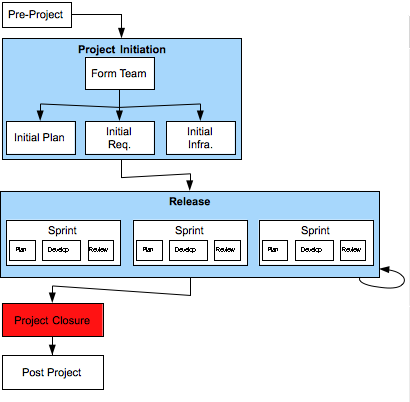 Pre-Project
Project Initiation
Form Team
Initial Plan
Initial
Req.
Initial
Infra.
Release
Sprint
Plan
Develop
Review
Sprint
Plan
Develop
Review
Sprint
Plan
Develop
Review
Project Closure
Post Project